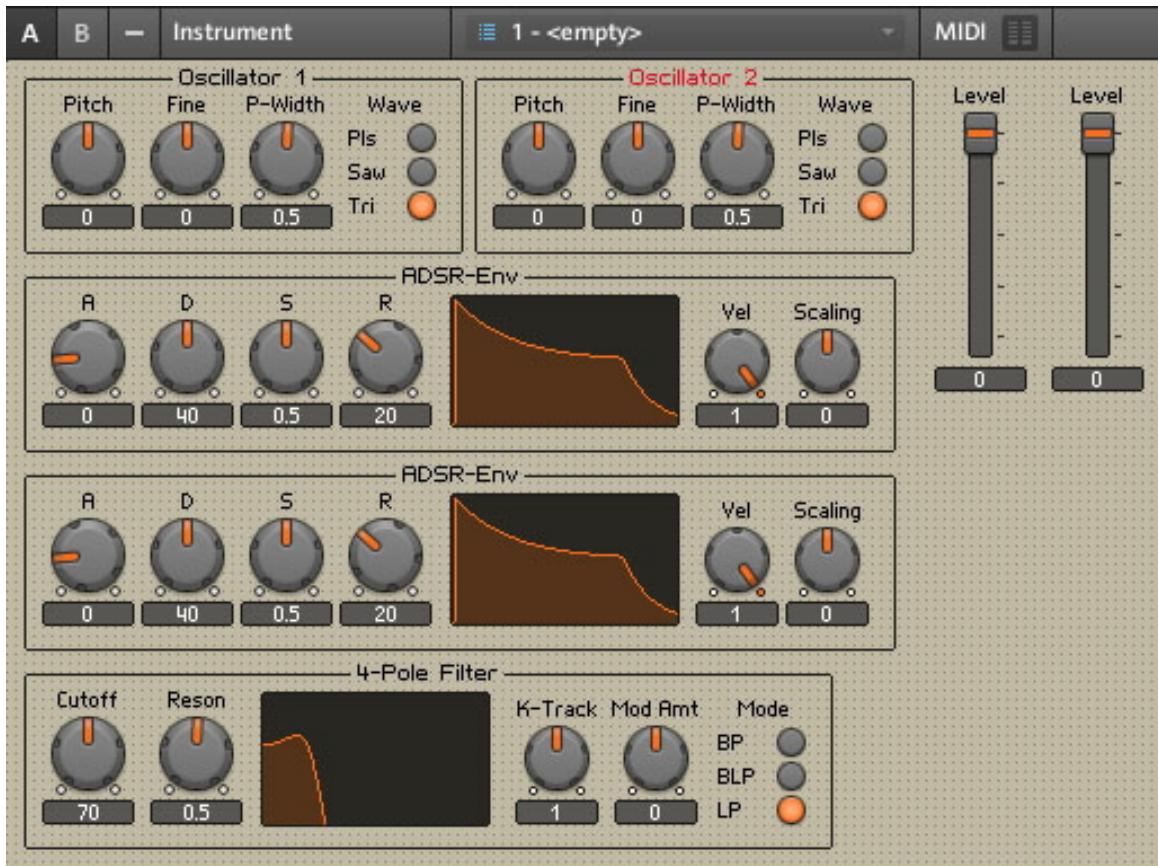 A B – Instrument 1 - <empty> MIDI
Oscillator 1
Pitch Fine P-Width Wave
Pls
Saw
Tri
0 0 0.5
Oscillator 2
Pitch Fine P-Width Wave
Pls
Saw
Tri
0 0 0.5
Level Level
0 0
ADSR-Env
A D S R Vel Scaling
0 40 0.5 20 1 0
ADSR-Env
A D S R Vel Scaling
0 40 0.5 20 1 0
4-Pole Filter
Cutoff Reson K-Track Mod Amt Mode
BP
BLP
LP
70 0.5 1 0